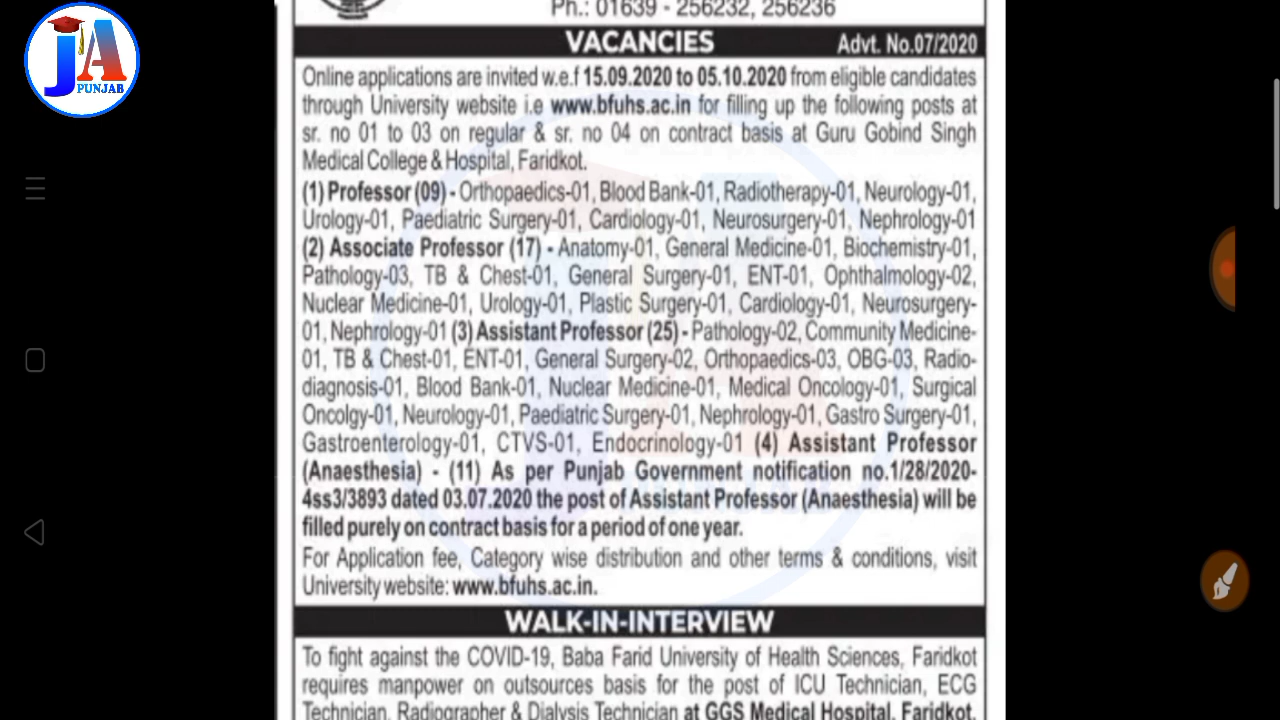 JA
PUNJAB
Ph.: 01639 - 256232, 256236
VACANCIES Advt. No.07/2020
Online applications are invited w.e.f 15.09.2020 to 05.10.2020 from eligible candidates
through University website i.e www.bfuhs.ac.in for filling up the following posts at
sr. no 01 to 03 on regular & sr. no 04 on contract basis at Guru Gobind Singh
Medical College & Hospital, Faridkot.
(1) Professor (09) - Orthopaedics-01, Blood Bank-01, Radiotherapy-01, Neurology-01,
Urology-01, Paediatric Surgery-01, Cardiology-01, Neurosurgery-01, Nephrology-01
(2) Associate Professor (17) - Anatomy-01, General Medicine-01, Biochemistry-01,
Pathology-03, TB & Chest-01, General Surgery-01, ENT-01, Ophthalmology-02,
Nuclear Medicine-01, Urology-01, Plastic Surgery-01, Cardiology-01, Neurosurgery-
01, Nephrology-01 (3) Assistant Professor (25) - Pathology-02, Community Medicine-
01, TB & Chest-01, ENT-01, General Surgery-02, Orthopaedics-03, OBG-03, Radio-
diagnosis-01, Blood Bank-01, Nuclear Medicine-01, Medical Oncology-01, Surgical
Oncolgy-01, Neurology-01, Paediatric Surgery-01, Nephrology-01, Gastro Surgery-01,
Gastroenterology-01, CTVS-01, Endocrinology-01 (4) Assistant Professor
(Anaesthesia) - (11) As per Punjab Government notification no.1/28/2020-
4ss3/3893 dated 03.07.2020 the post of Assistant Professor (Anaesthesia) will be
filled purely on contract basis for a period of one year.
For Application fee, Category wise distribution and other terms & conditions, visit
University website: www.bfuhs.ac.in.
WALK-IN-INTERVIEW
To fight against the COVID-19, Baba Farid University of Health Sciences, Faridkot
requires manpower on outsources basis for the post of ICU Technician, ECG
Technician, Radiographer & Dialysis Technician at GGS Medical Hospital, Faridkot.